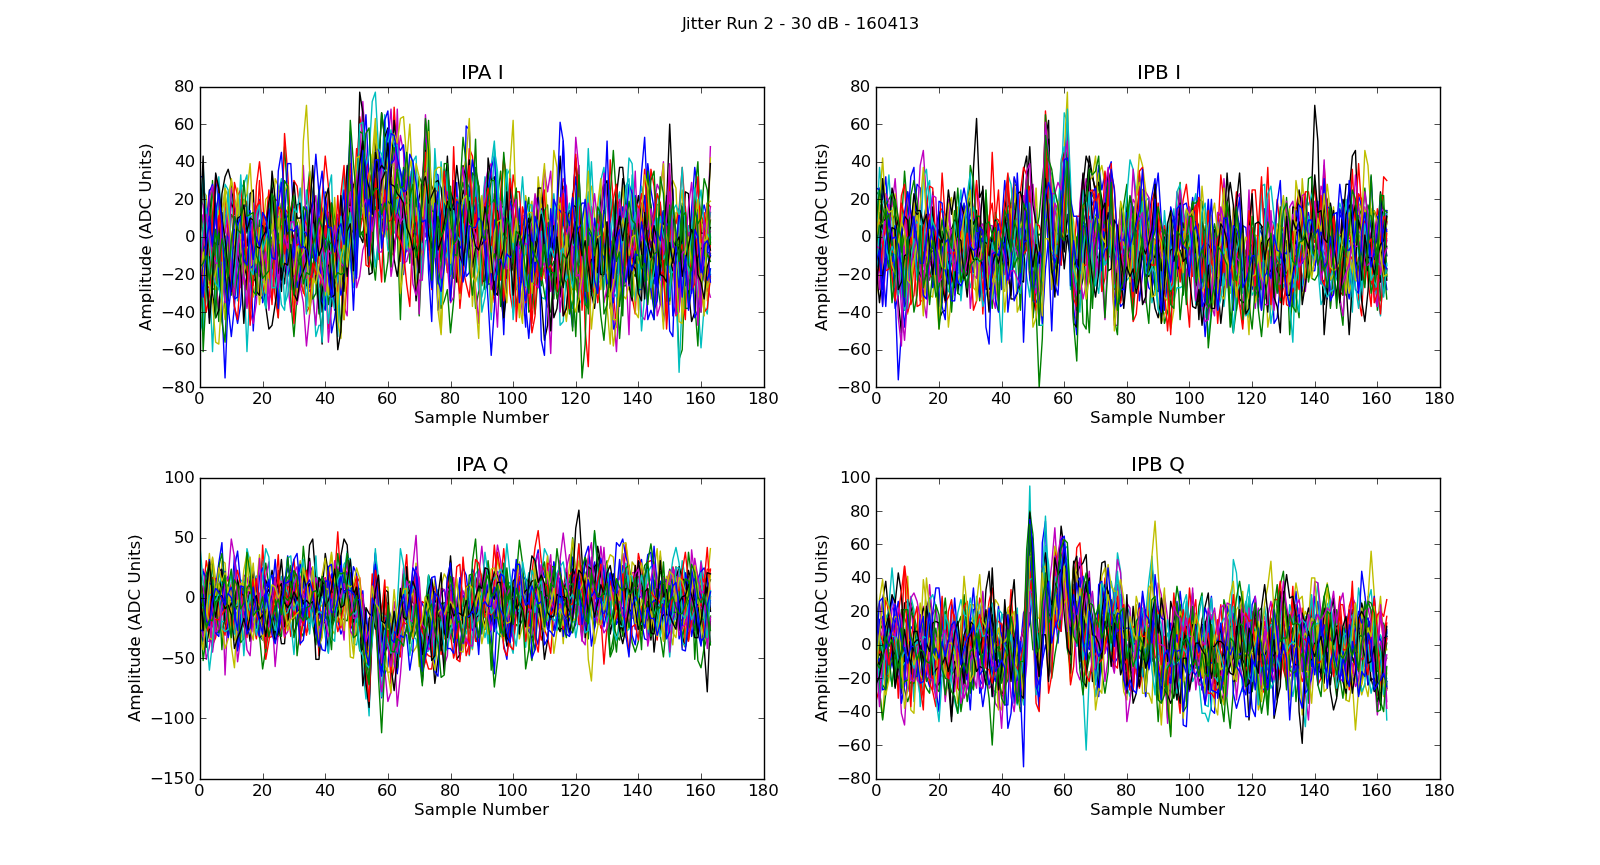 Jitter Run 2 - 30 dB - 160413
IPA I
80
60
40
20
0
−20
−40
−60
−80
0 20 40 60 80 100 120 140 160 180
Amplitude (ADC Units)
Sample Number
IPB I
80
60
40
20
0
−20
−40
−60
−80
0 20 40 60 80 100 120 140 160 180
Amplitude (ADC Units)
Sample Number
IPA Q
100
50
0
−50
−100
−150
0 20 40 60 80 100 120 140 160 180
Amplitude (ADC Units)
Sample Number
IPB Q
100
80
60
40
20
0
−20
−40
−60
−80
0 20 40 60 80 100 120 140 160 180
Amplitude (ADC Units)
Sample Number